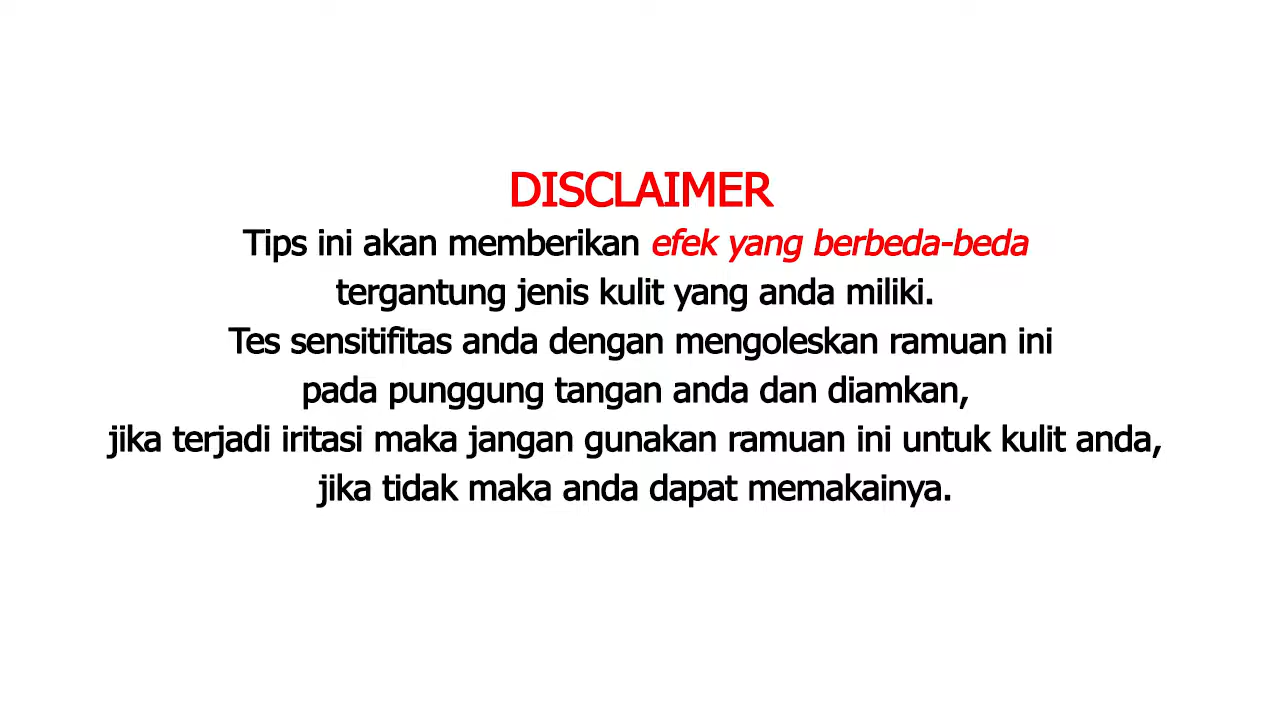 DISCLAIMER
Tips ini akan memberikan efek yang berbeda-beda
tergantung jenis kulit yang anda miliki.
Tes sensitifitas anda dengan mengoleskan ramuan ini
pada punggung tangan anda dan diamkan,
jika terjadi iritasi maka jangan gunakan ramuan ini untuk kulit anda,
jika tidak maka anda dapat memakainya.